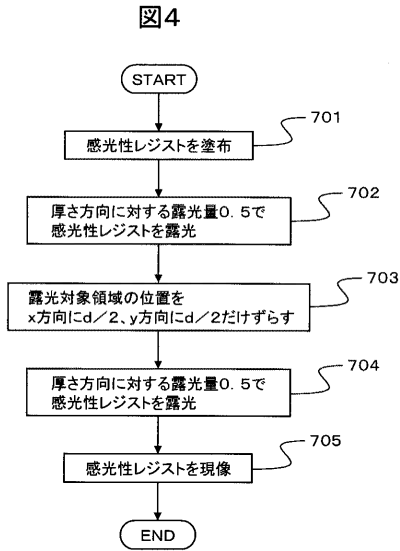 図4
START
感光性レジストを塗布
701
厚さ方向に対する露光量0.5で
感光性レジストを露光
702
露光対象領域の位置を
x方向にd／2、y方向にd／2だけずらす
703
厚さ方向に対する露光量0.5で
感光性レジストを露光
704
感光性レジストを現像
705
END